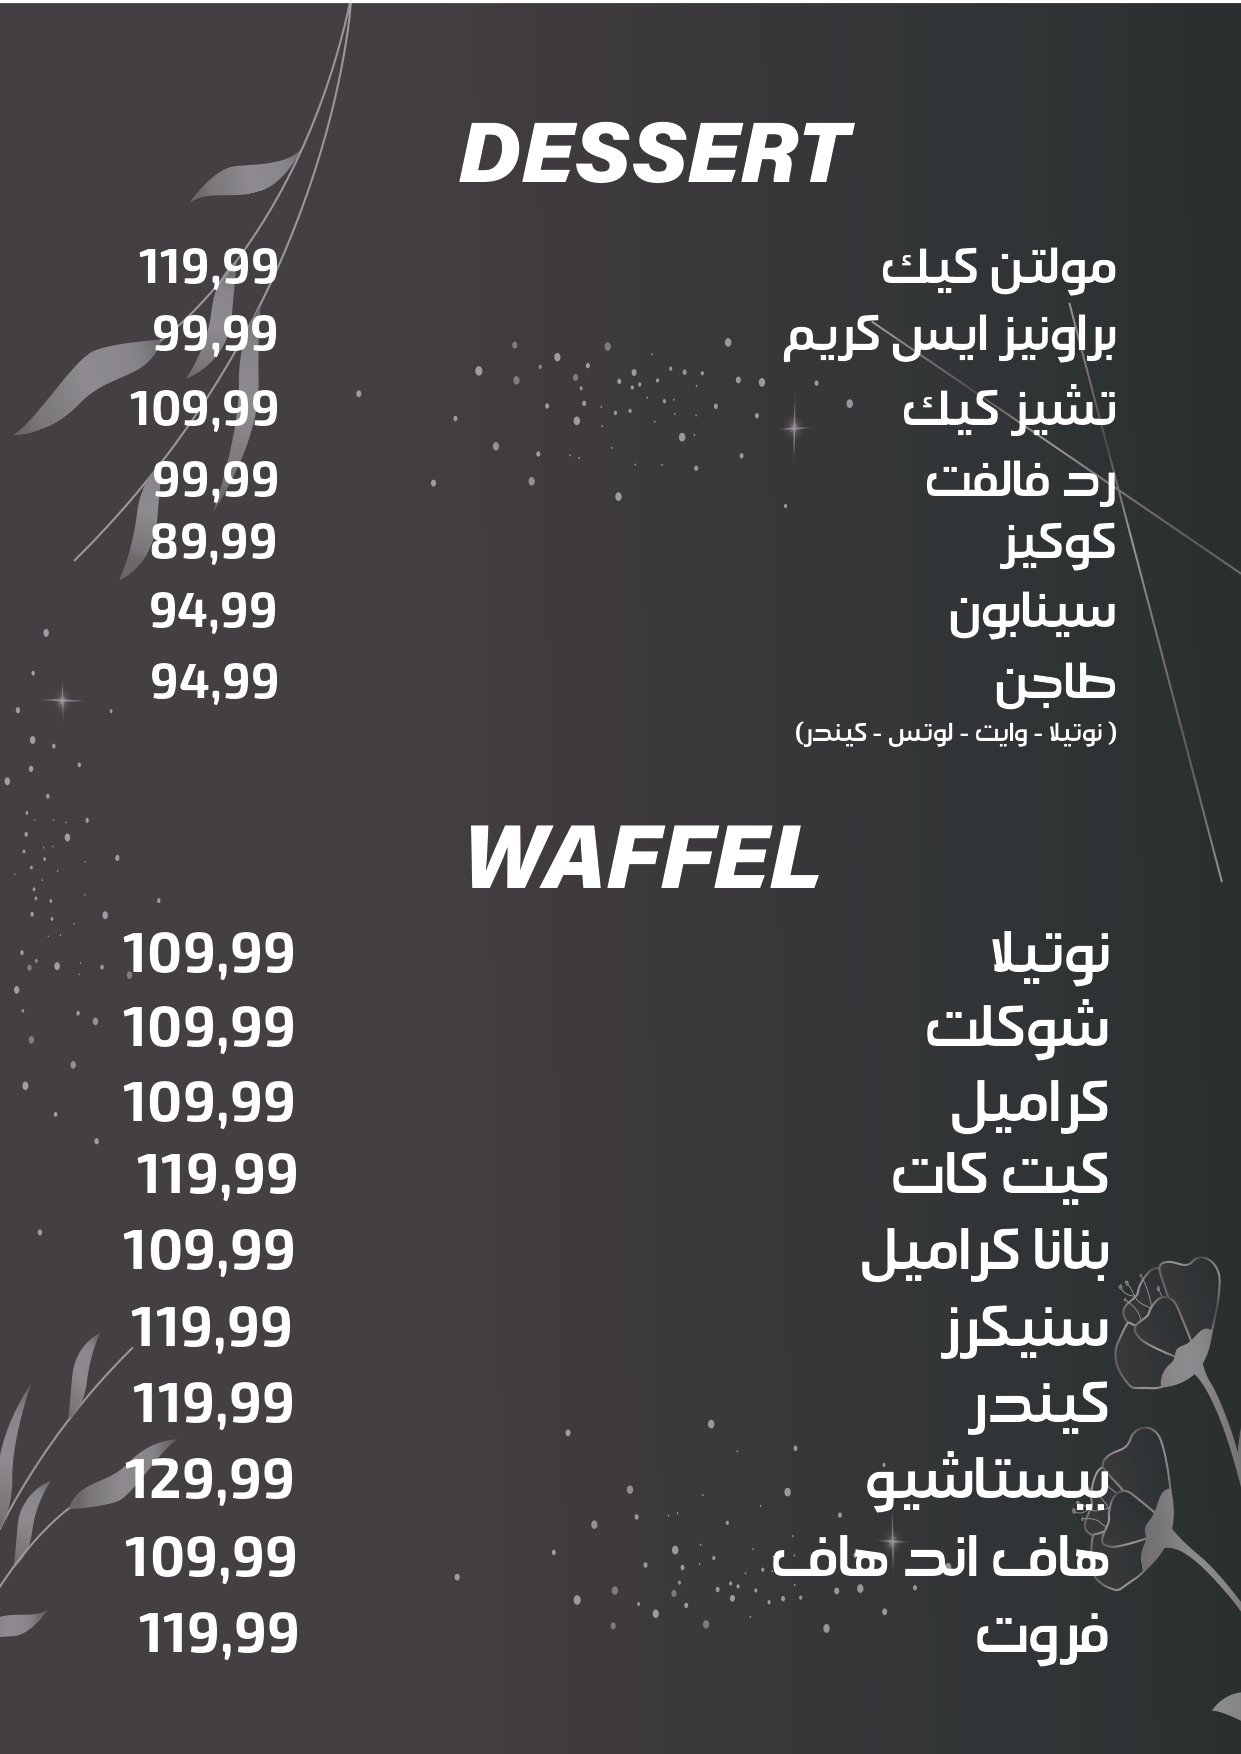 DESSERT
مولتن كيك 119,99
براونيز ايس كريم 99,99
تشيز كيك 109,99
رد فالفت 99,99
كوكيز 89,99
سينابون 94,99
طاجن 94,99
( نوتيلا - وايت - لوتس - كيندر)
WAFFEL
نوتيلا 109,99
شوكلت 109,99
كراميل 109,99
كيت كات 119,99
بنانا كراميل 109,99
سنيكرز 119,99
كيندر 119,99
بيستاشيو 129,99
هاف اند هاف 109,99
فروت 119,99